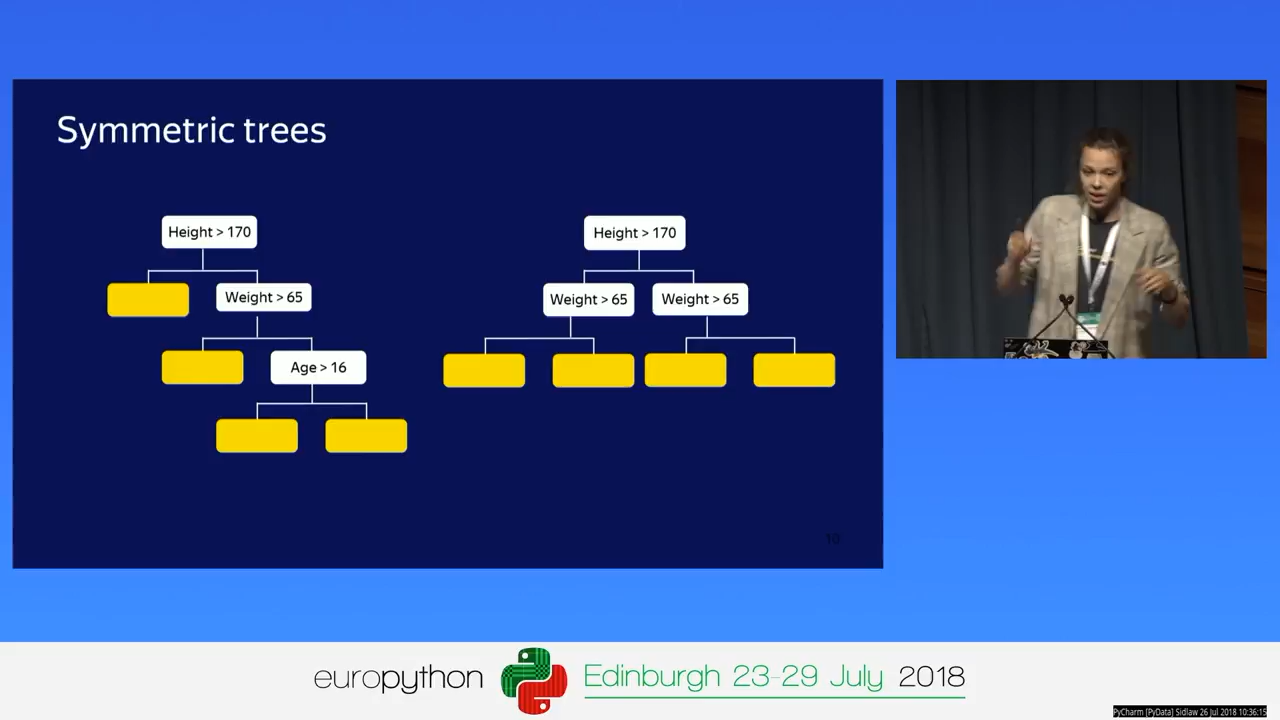 Symmetric trees
Height > 170
Weight > 65
Age > 16
Height > 170
Weight > 65
Weight > 65
10
europython
Edinburgh 23-29 July 2018
PyCharm [PyData] Sidlaw 26 Jul 2018 10:36:15